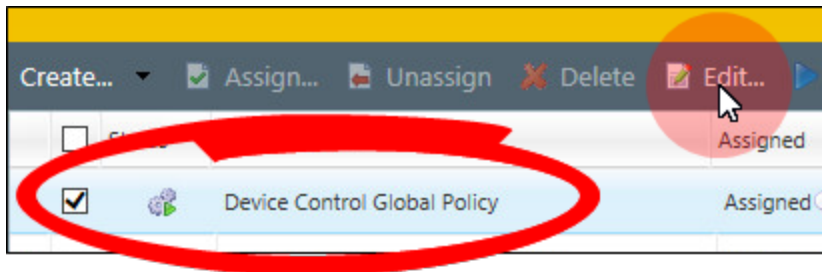 Create... Assign... Unassign Delete Edit...
Assigned
Device Control Global Policy Assigned